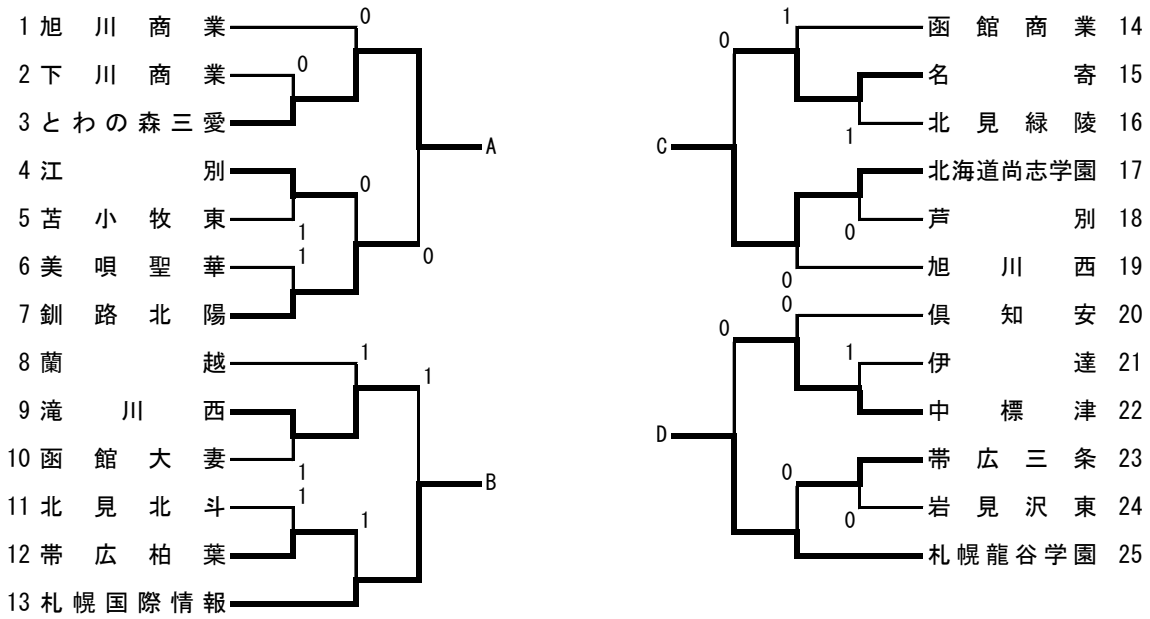 1 旭川商業
2 下川商業
3 とわの森三愛
4 江別
5 苫小牧東
6 美唄聖華
7 釧路北陽
8 蘭越
9 滝川西
10 函館大妻
11 北見北斗
12 帯広柏葉
13 札幌国際情報
0
0
0
1
1
0
A
1
1
1
1
1
B
函館商業 14
名寄 15
北見緑陵 16
北海道尚志学園 17
芦別 18
旭川西 19
倶知安 20
伊達 21
中標津 22
帯広三条 23
岩見沢東 24
札幌龍谷学園 25
1
0
1
C
0
0
0
0
1
D
0
0